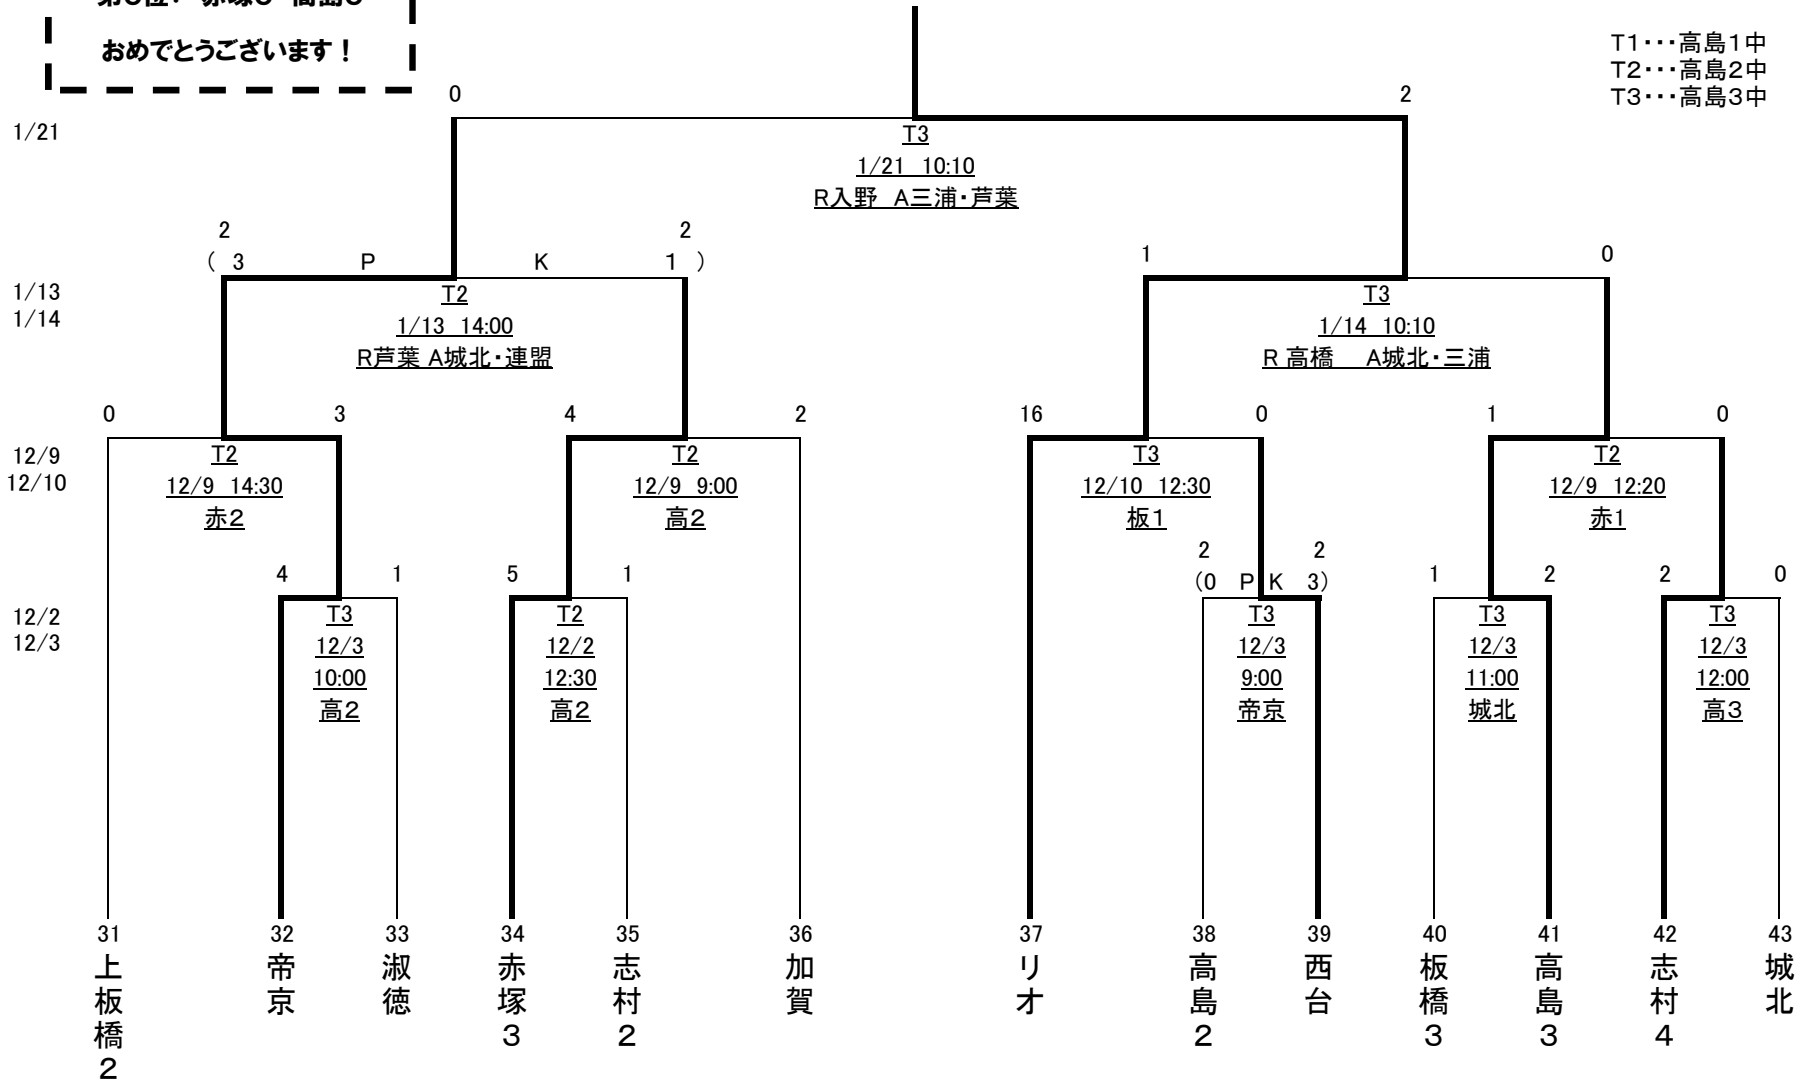 おめでとうございます！
T1・・・高島1中
T2・・・高島2中
T3・・・高島3中
0 2
1/21
T3
1/21 10:10
R入野 A三浦・芦葉
2 2
（ 3 P K 1 ）
1 0
1/13
1/14
T2
1/13 14:00
R芦葉 A城北・連盟
T3
1/14 10:10
R 高橋 A城北・三浦
0 3 4 2 16 0 1 0
12/9
12/10
T2
12/9 14:30
赤2
T2
12/9 9:00
高2
T3
12/10 12:30
板1
T2
12/9 12:20
赤1
4 1 5 1
2 2
（0 P K 3）
1 2 2 0
12/2
12/3
T3
12/3
10:00
高2
T2
12/2
12:30
高2
T3
12/3
9:00
帝京
T3
12/3
11:00
城北
T3
12/3
12:00
高3
31
上板橋2
32
帝京
33
淑徳
34
赤塚3
35
志村2
36
加賀
37
リオ
38
高島2
39
西台
40
板橋3
41
高島3
42
志村4
43
城北